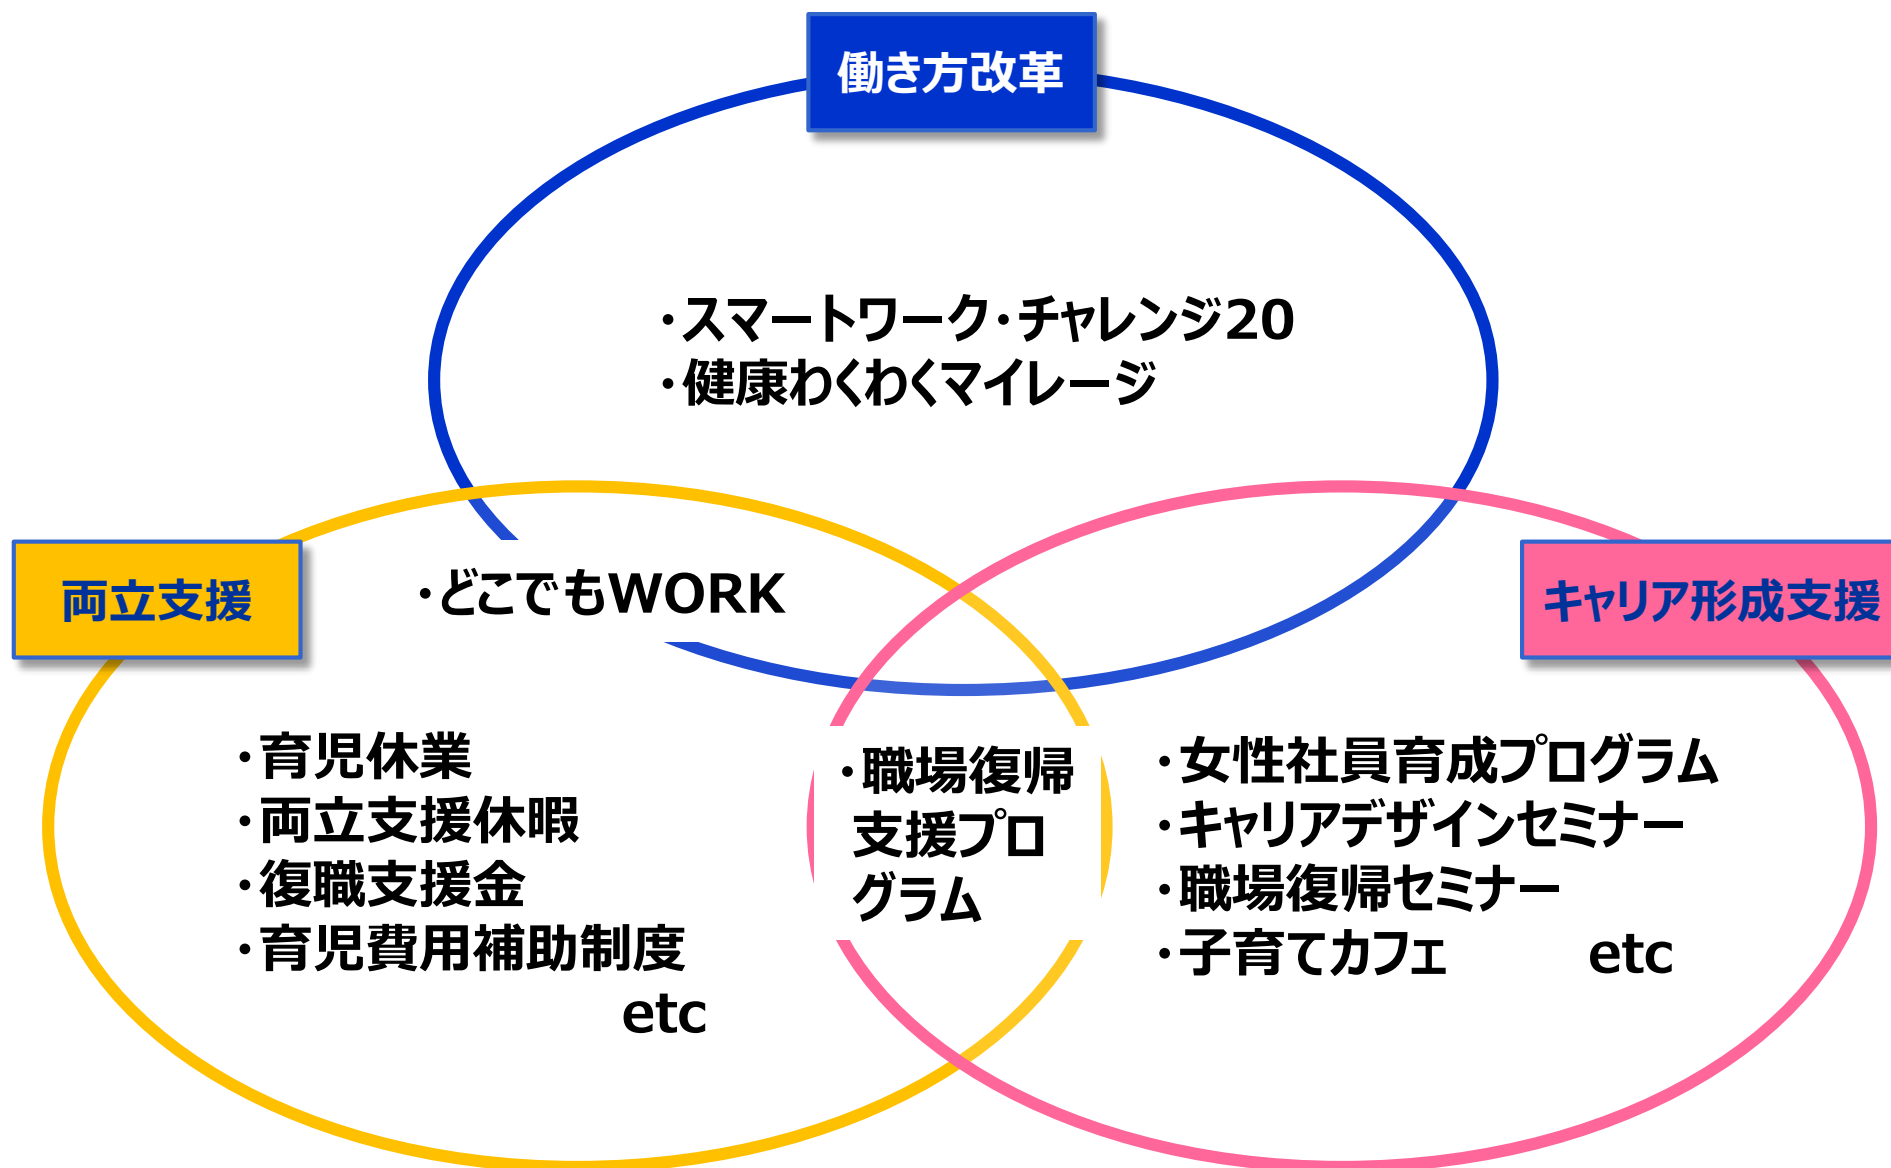 働き方改革
・スマートワーク・チャレンジ20
・健康わくわくマイレージ
両立支援
・どこでもWORK
キャリア形成支援
・育児休業
・両立支援休暇
・復職支援金
・育児費用補助制度
etc
・職場復帰
支援プロ
グラム
・女性社員育成プログラム
・キャリアデザインセミナー
・職場復帰セミナー
・子育てカフェ etc